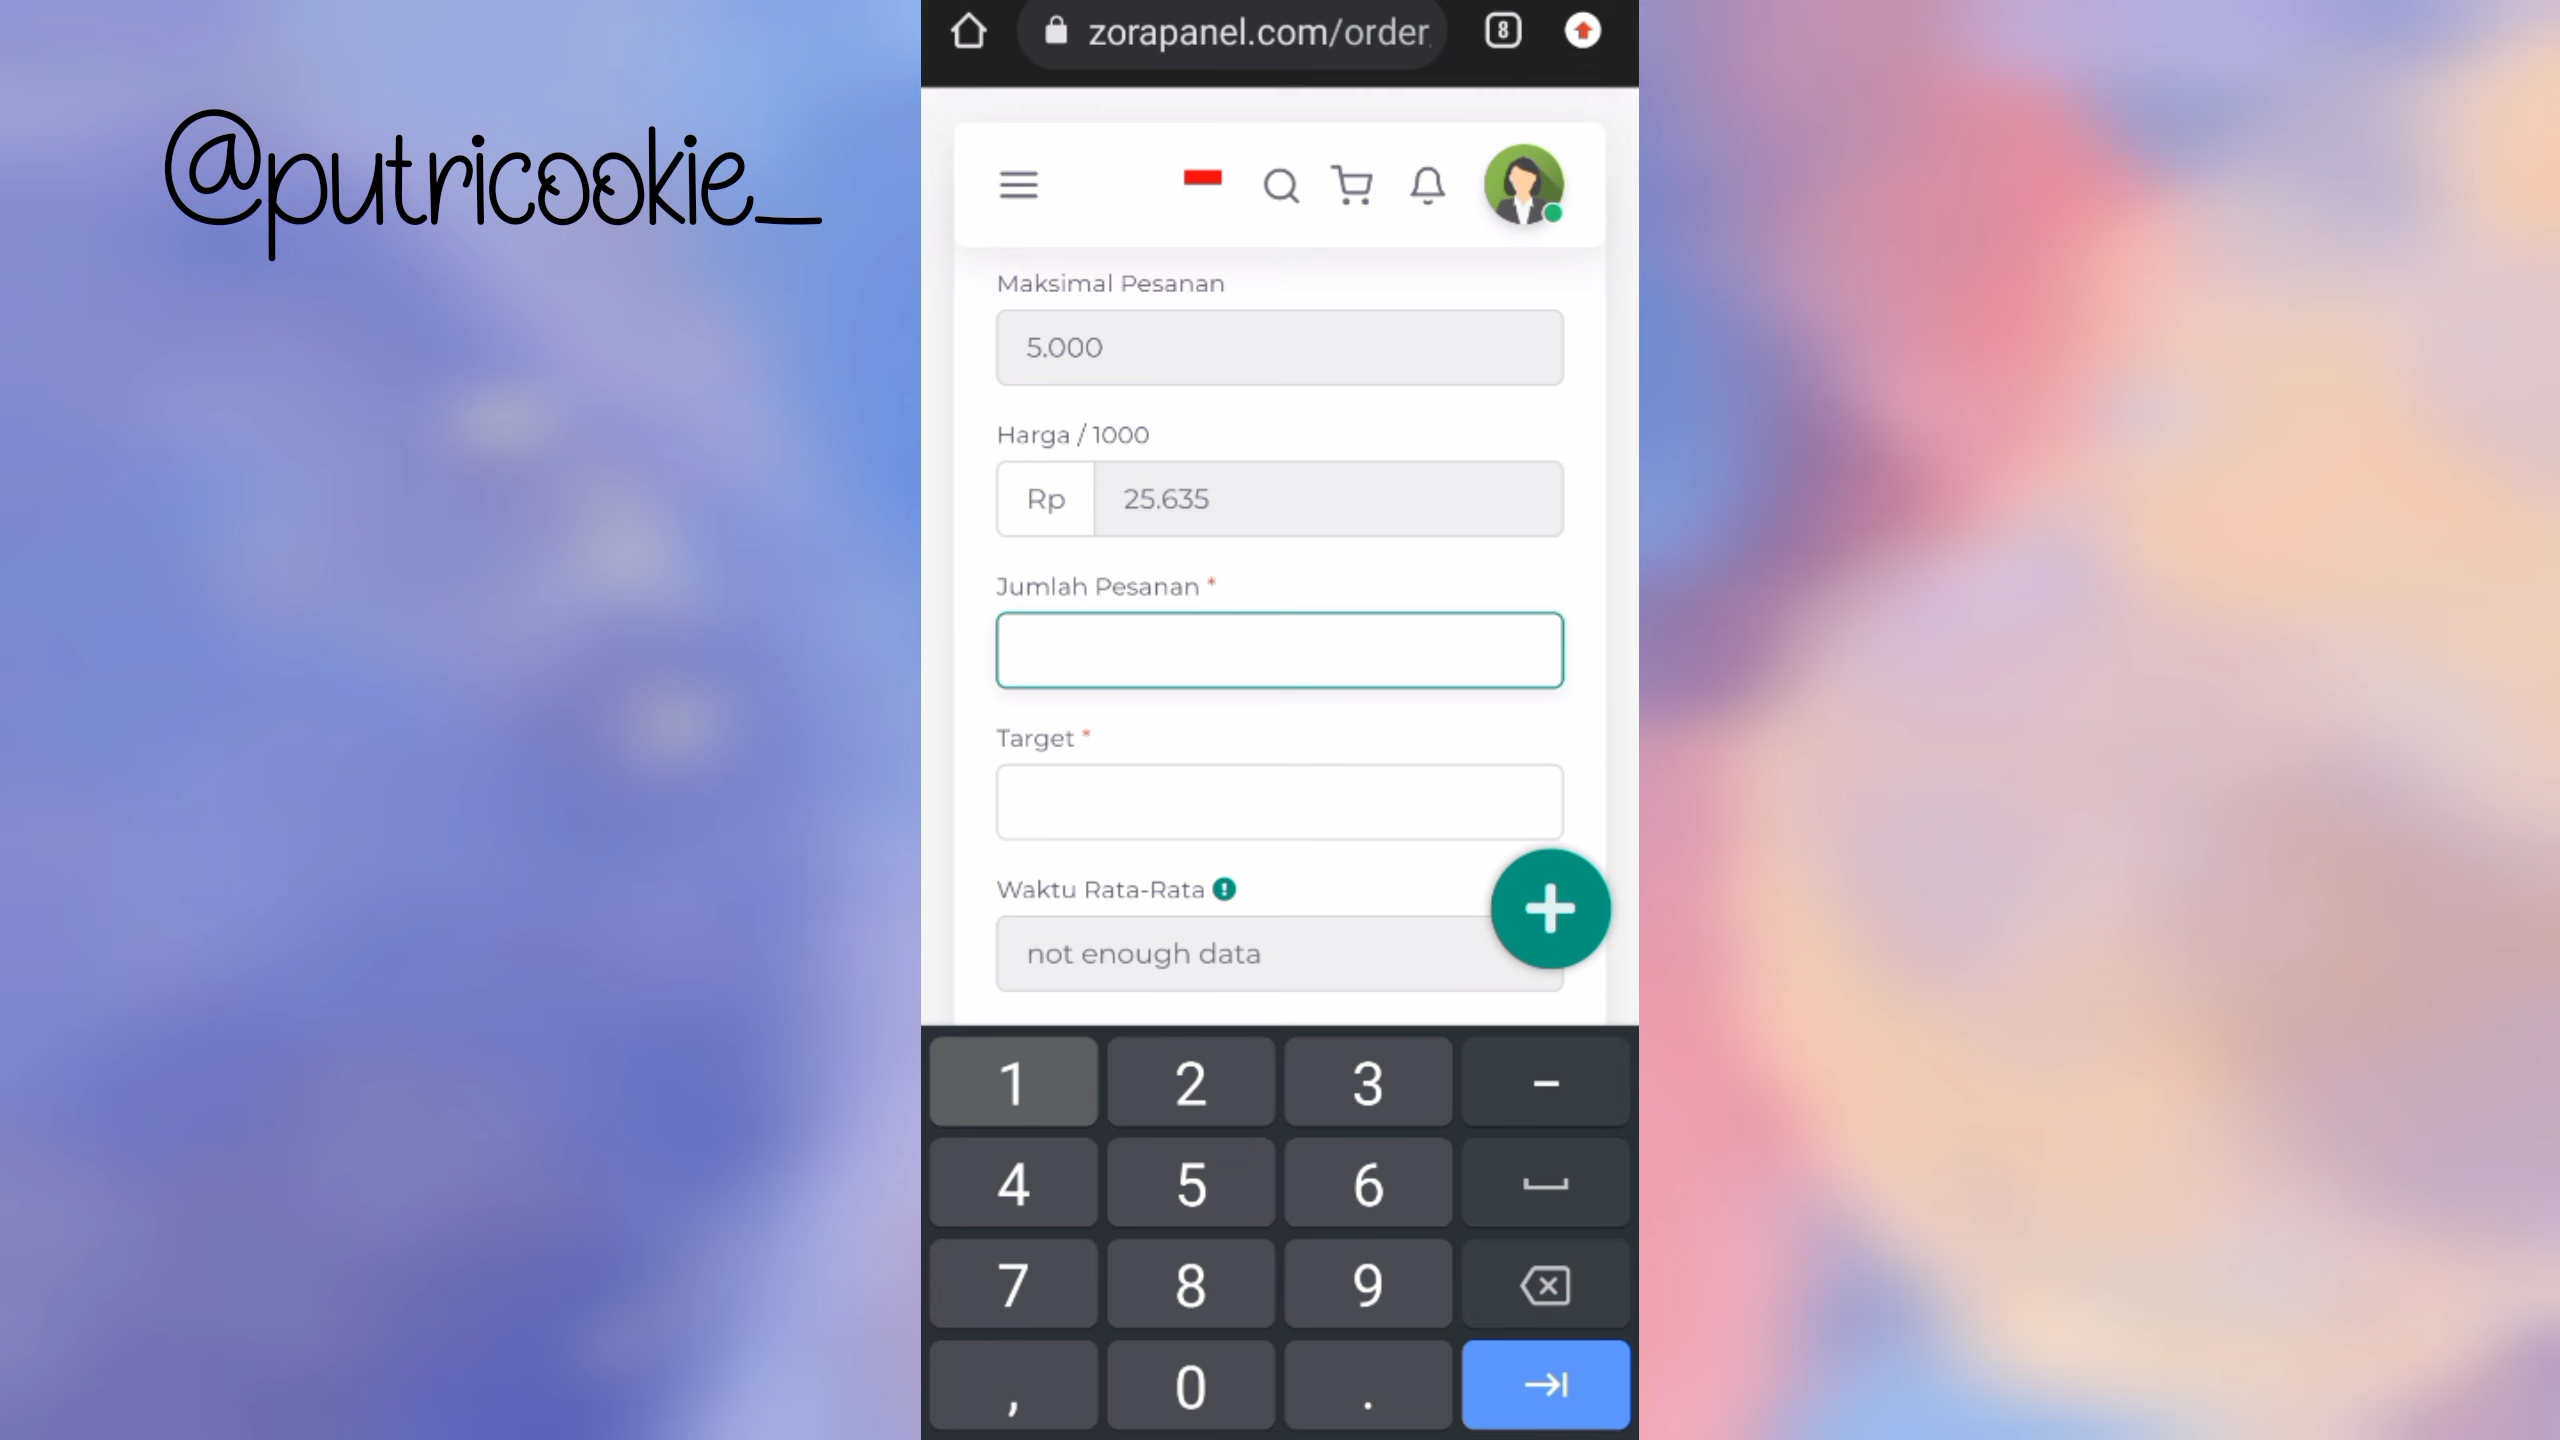 @putricookie_
zorapanel.com/order
8
Maksimal Pesanan
5.000
Harga / 1000
Rp 25.635
Jumlah Pesanan *
Target *
Waktu Rata-Rata !
not enough data
1 2 3 -
4 5 6
7 8 9
, 0 .